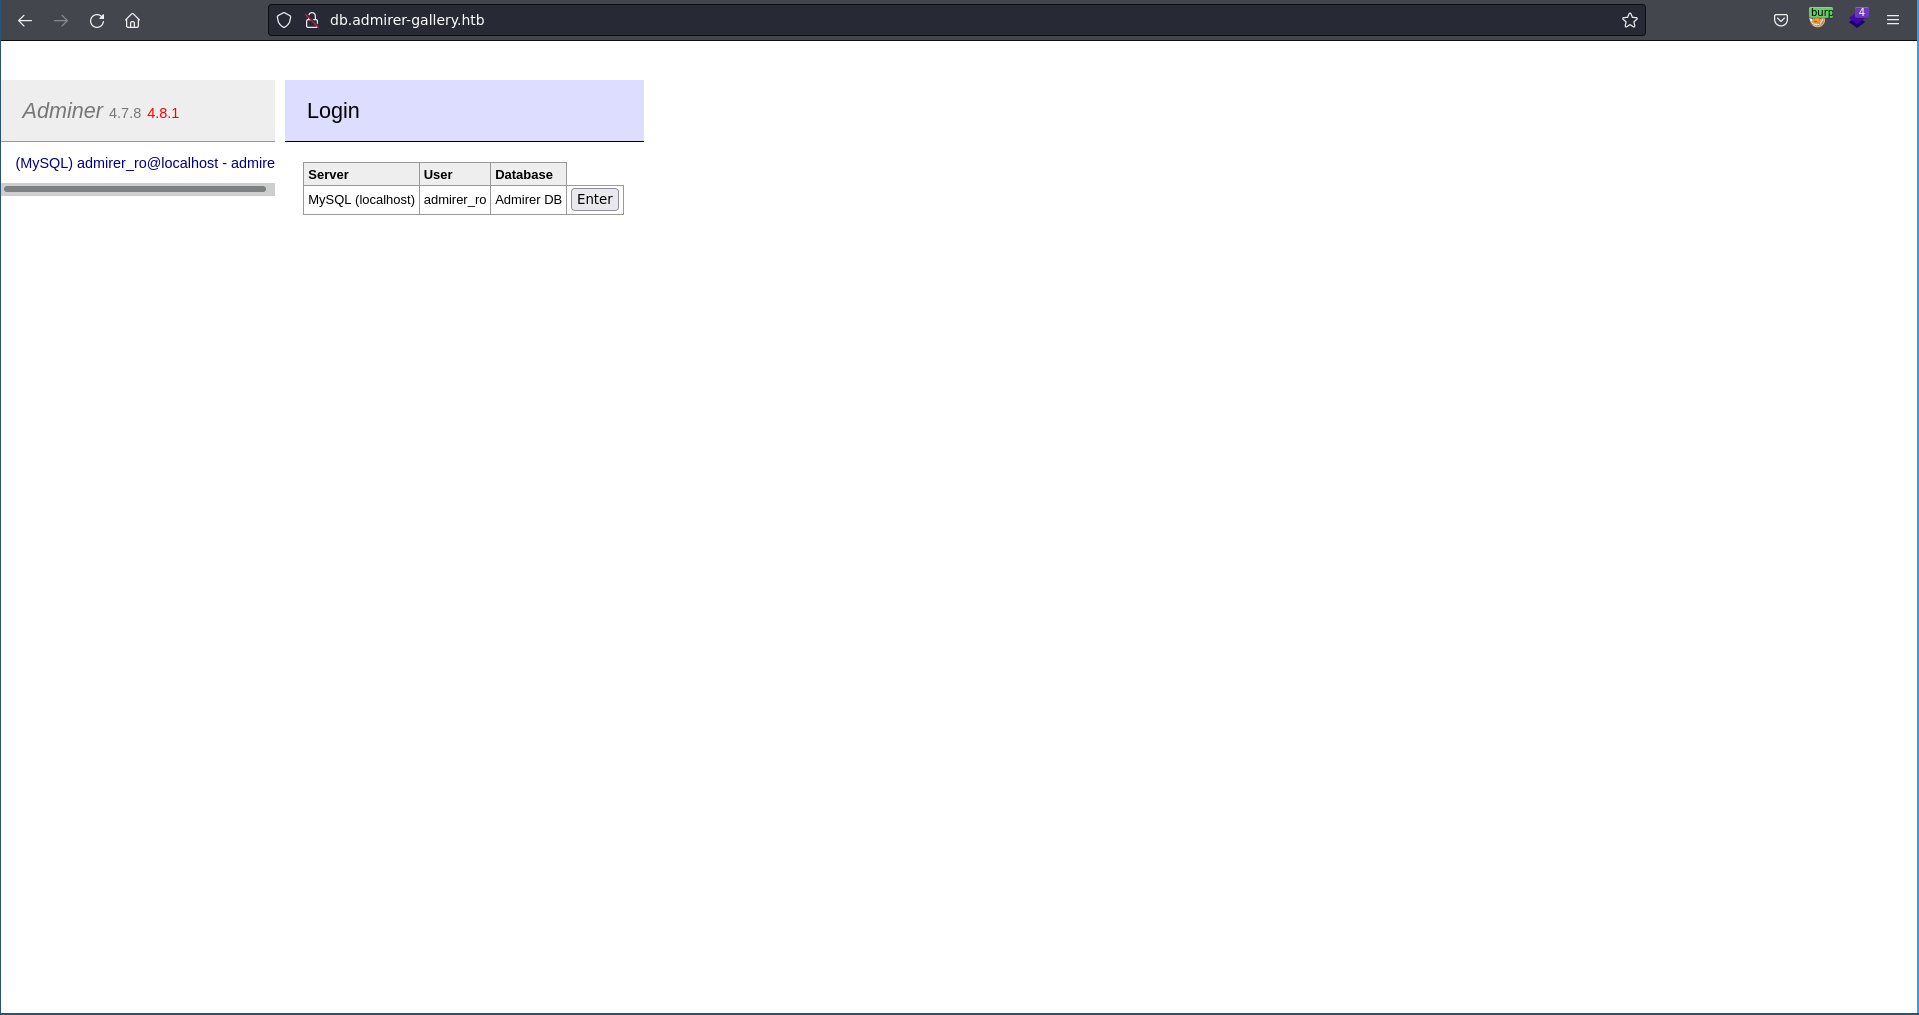 db.admirer-gallery.htb
burp
4
Adminer 4.7.8 4.8.1
Login
(MySQL) admirer_ro@localhost - admire
Server User Database
MySQL (localhost) admirer_ro Admirer DB Enter